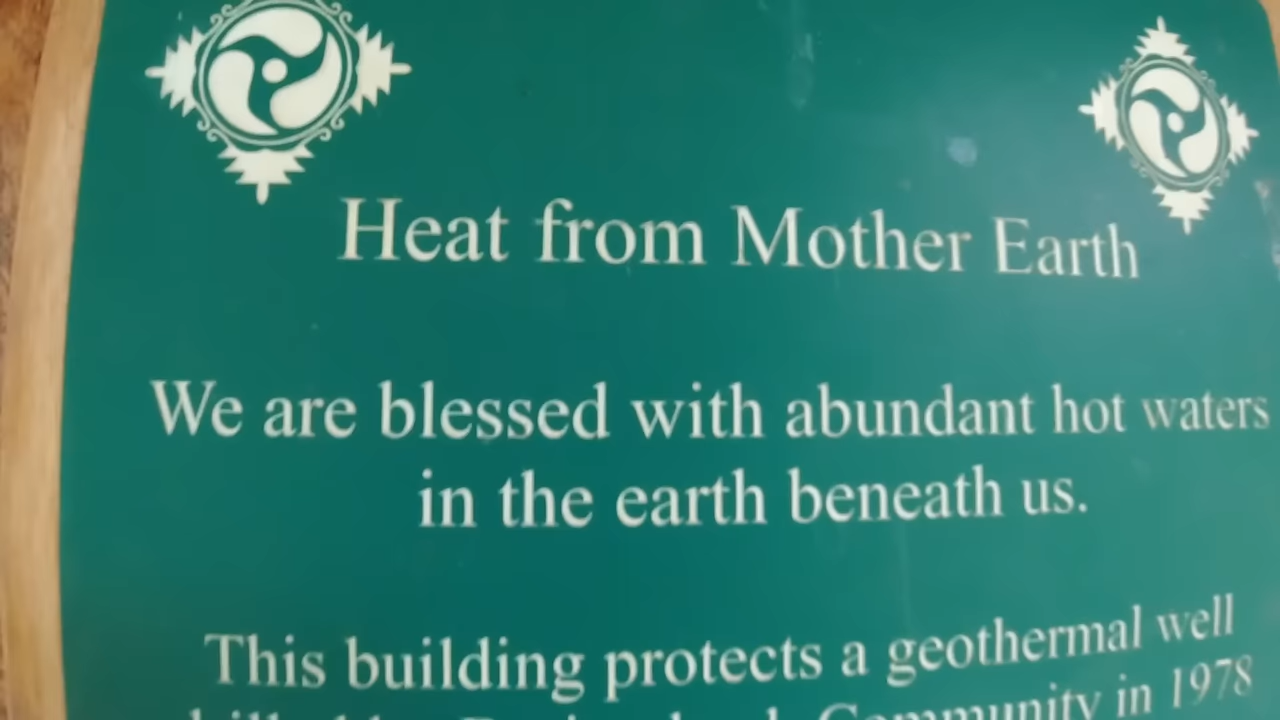 Heat from Mother Earth
We are blessed with abundant hot waters
in the earth beneath us.
This building protects a geothermal well
Community in 1978